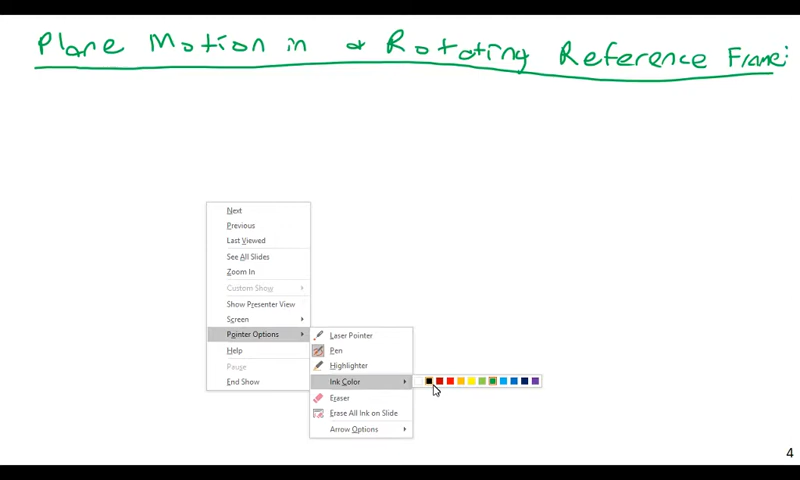 Plane Motion in a Rotating Reference Frame:
Next
Previous
Last Viewed
See All Slides
Zoom In
Custom Show
Show Presenter View
Screen
Pointer Options
Help
Pause
End Show
Laser Pointer
Pen
Highlighter
Ink Color
Eraser
Erase All Ink on Slide
Arrow Options
4